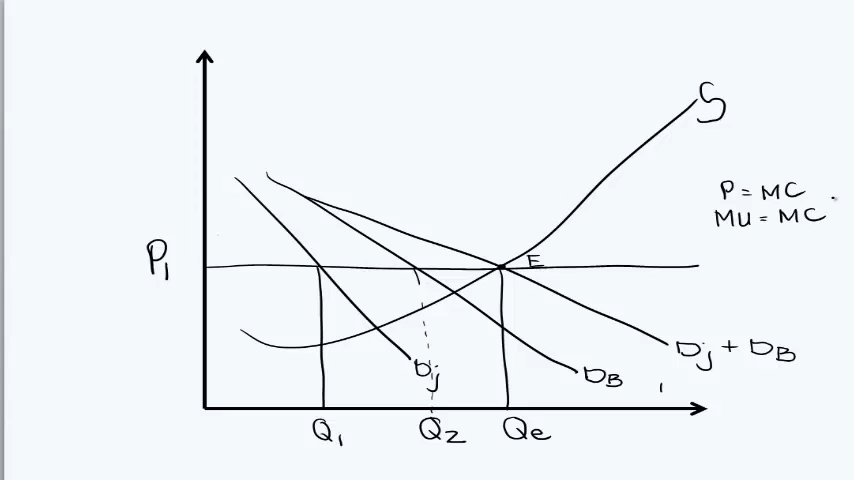 S
P = MC
MU = MC
P1
E
Dj + DB
Dj
DB
Q1 Q2 Qe